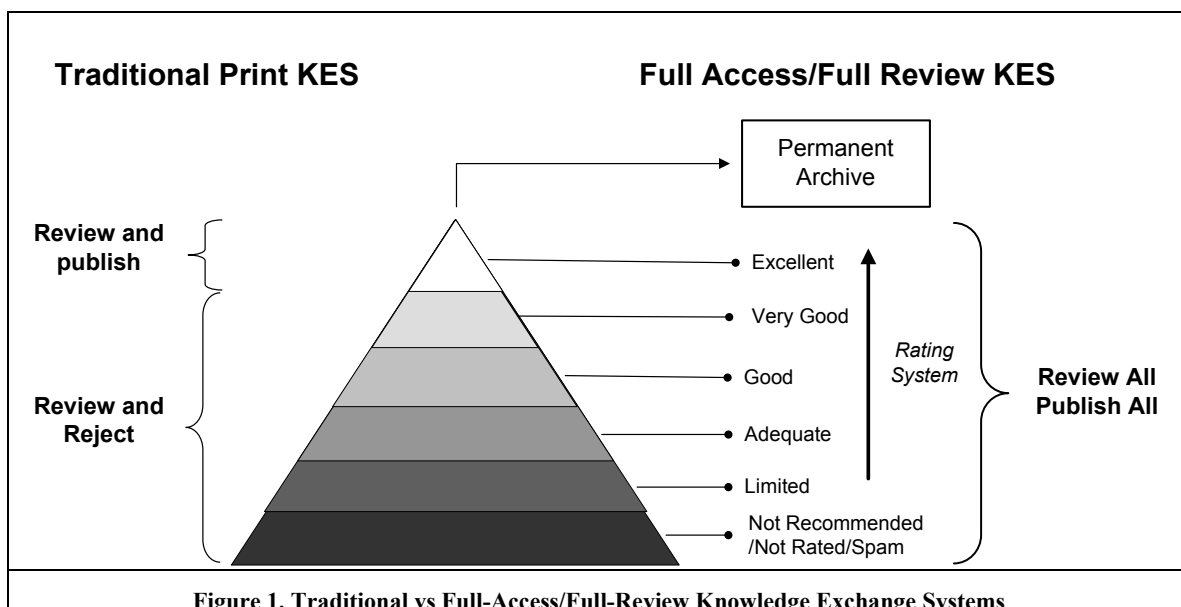 Traditional Print KES
Full Access/Full Review KES
Permanent
Archive
Review and
publish
Excellent
Very Good
Rating
System
Good
Review All
Publish All
Review and
Reject
Adequate
Limited
Not Recommended
/Not Rated/Spam
Figure 1. Traditional vs Full-Access/Full-Review Knowledge Exchange Systems